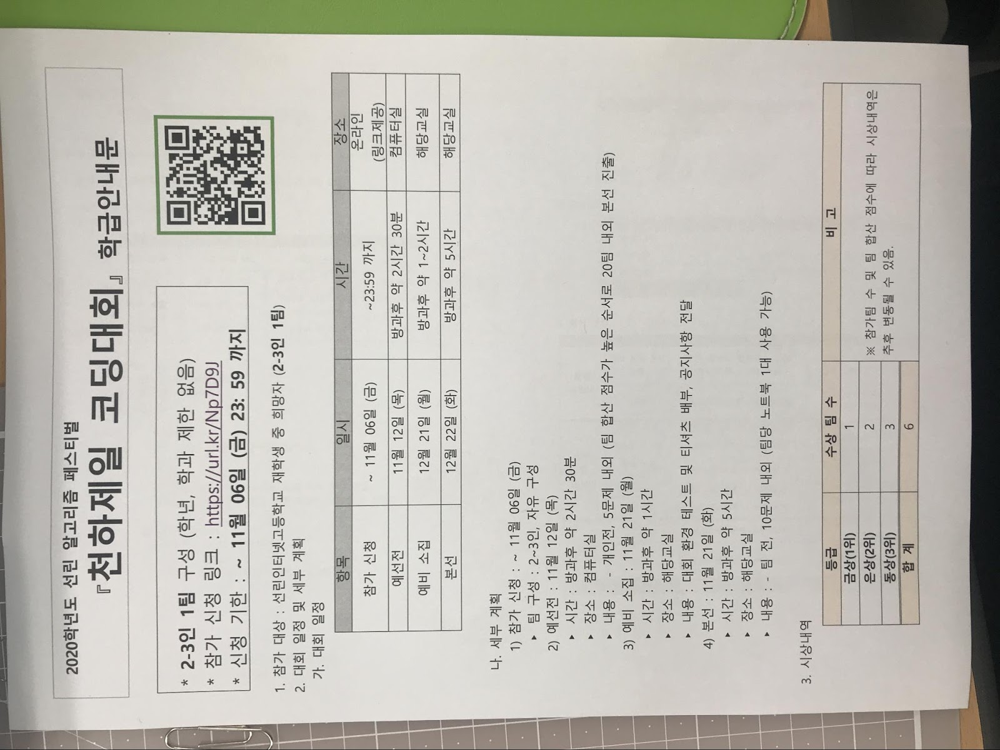 2020학년도 선린 알고리즘 페스티벌
『천하제일 코딩대회』 학급안내문
* 2-3인 1팀 구성 (학년, 학과 제한 없음)
* 참가 신청 링크 : https://url.kr/Np7D9J
* 신청 기한 : ~ 11월 06일 (금) 23: 59 까지
1. 참가 대상 : 선린인터넷고등학교 재학생 중 희망자 (2-3인 1팀)
2. 대회 일정 및 세부 계획
가. 대회 일정
항목 일시 시간 장소
참가 신청 ~ 11월 06일 (금) ~23:59 까지 온라인
(링크제공)
예선전 11월 12일 (목) 방과후 약 2시간 30분 컴퓨터실
예비 소집 12월 21일 (월) 방과후 약 1~2시간 해당교실
본선 12월 22일 (화) 방과후 약 5시간 해당교실
나. 세부 계획
1) 참가 신청 : ~ 11월 06일 (금)
▸ 팀 구성 : 2~3인, 자유 구성
2) 예선전 : 11월 12일 (목)
▸ 시간 : 방과후 약 2시간 30분
▸ 장소 : 컴퓨터실
▸ 내용 : - 개인전, 5문제 내외 (팀 합산 점수가 높은 순서로 20팀 내외 본선 진출)
3) 예비 소집 : 11월 21일 (월)
▸ 시간 : 방과후 약 1시간
▸ 장소 : 해당교실
▸ 내용 : 대회 환경 테스트 및 티셔츠 배부, 공지사항 전달
4) 본선 : 11월 21일 (화)
▸ 시간 : 방과후 약 5시간
▸ 장소 : 해당교실
▸ 내용 : - 팀 전, 10문제 내외 (팀당 노트북 1대 사용 가능)
3. 시상내역
등급 수상 팀 수 비 고
금상(1위) 1
은상(2위) 2
동상(3위) 3
합 계 6
※ 참가팀 수 및 팀 합산 점수에 따라 시상내역은
추후 변동될 수 있음.